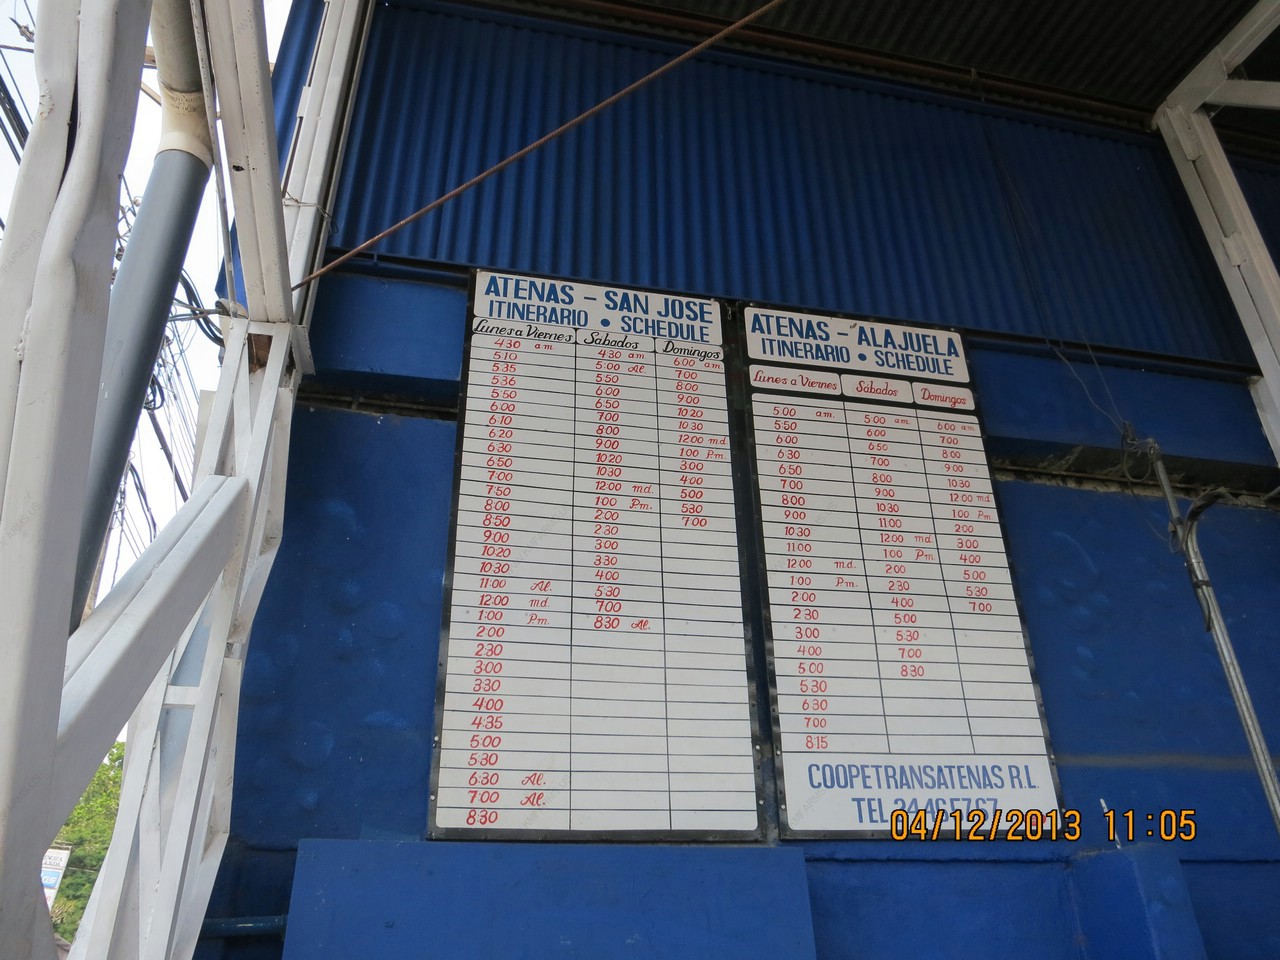 ATENAS – SAN JOSE
ITINERARIO • SCHEDULE
Lunes a Viernes Sabados Domingos
4:30 am. 4:30 am. 6:00 am.
5:10 5:00 Al. 7:00
5:35 5:50 8:00
5:36 6:00 9:00
5:50 6:50 10:20
6:00 7:00 10:30
6:10 8:00 12:00 md.
6:20 9:00 1:00 P.m.
6:30 10:20 3:00
6:50 10:30 4:00
7:00 12:00 md. 5:00
7:50 1:00 P.m. 5:30
8:00 2:00 7:00
8:50 2:30
9:00 3:00
10:20 3:30
10:30 4:00
11:00 Al. 5:30
12:00 md. 7:00
1:00 P.m. 8:30 Al.
2:00
2:30
3:00
3:30
4:00
4:35
5:00
5:30
6:30 Al.
7:00 Al.
8:30
ATENAS – ALAJUELA
ITINERARIO • SCHEDULE
Lunes a Viernes Sabados Domingos
5:00 am. 5:00 am. 6:00 am.
5:50 6:00 7:00
6:00 6:50 8:00
6:30 7:00 9:00
6:50 8:00 10:30
7:00 9:00 12:00 md.
8:00 10:30 1:00 P.m.
9:00 11:00 2:00
10:30 12:00 md. 3:00
11:00 1:00 P.m. 4:00
12:00 md. 2:00 5:00
1:00 P.m. 2:30 5:30
2:00 4:00 7:00
2:30 5:00
3:00 5:30
4:00 7:00
5:00 8:30
5:30
6:30
7:00
8:15
COOPETRANSATENAS R.L.
TEL 24465767
04/12/2013 11:05